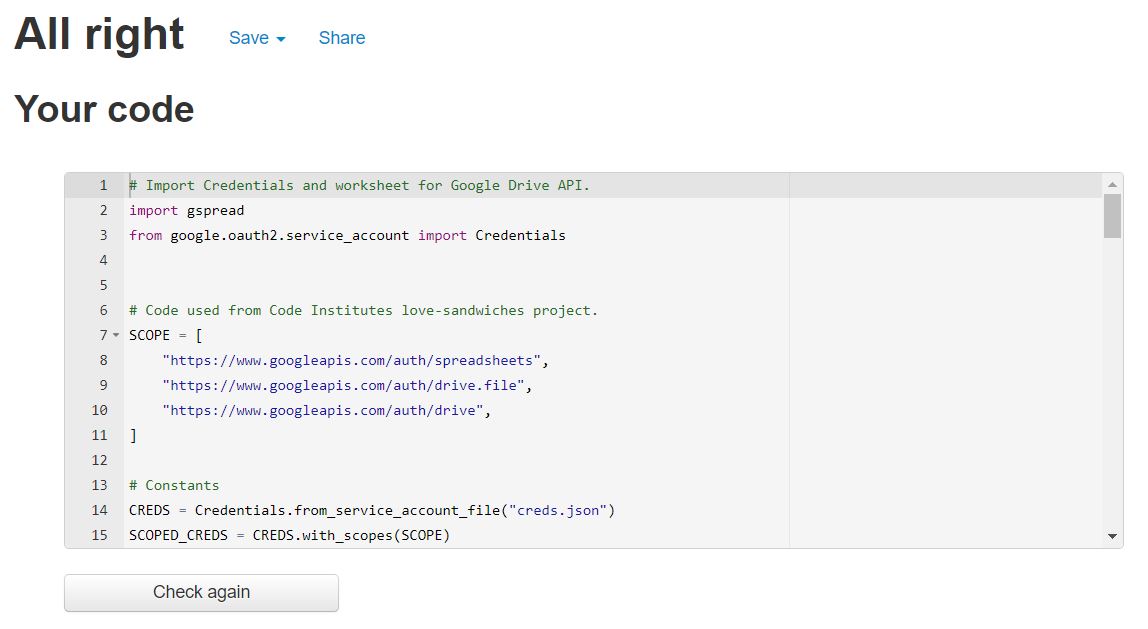 All right
Save
Share
Your code
1 # Import Credentials and worksheet for Google Drive API.
2 import gspread
3 from google.oauth2.service_account import Credentials
4
5
6 # Code used from Code Institutes love-sandwiches project.
7 SCOPE = [
8     "https://www.googleapis.com/auth/spreadsheets",
9     "https://www.googleapis.com/auth/drive.file",
10     "https://www.googleapis.com/auth/drive",
11 ]
12
13 # Constants
14 CREDS = Credentials.from_service_account_file("creds.json")
15 SCOPED_CREDS = CREDS.with_scopes(SCOPE)
Check again